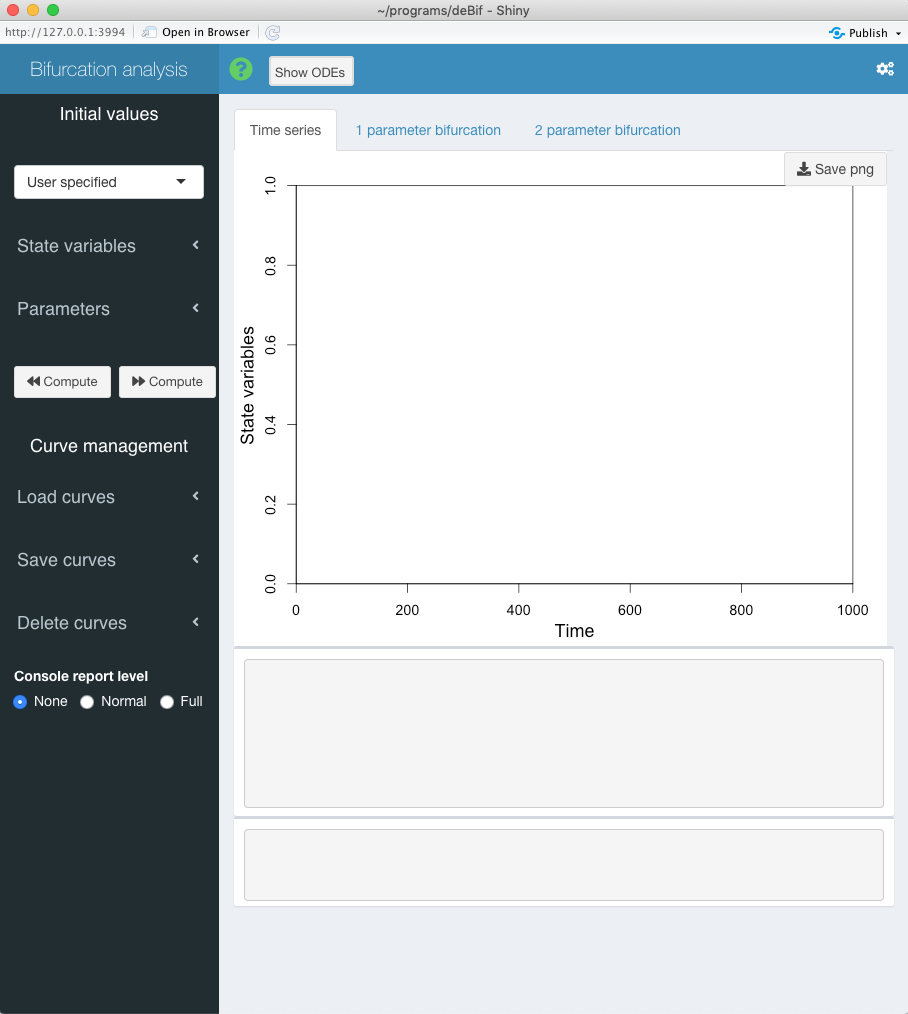 ~/programs/deBif - Shiny
http://127.0.0.1:3994 Open in Browser Publish
Bifurcation analysis
? Show ODEs
Initial values
User specified
State variables
Parameters
Compute Compute
Curve management
Load curves
Save curves
Delete curves
Console report level
None Normal Full
Time series 1 parameter bifurcation 2 parameter bifurcation
Save png
1.0
0.8
0.6
0.4
0.2
0.0
State variables
0 200 400 600 800 1000
Time